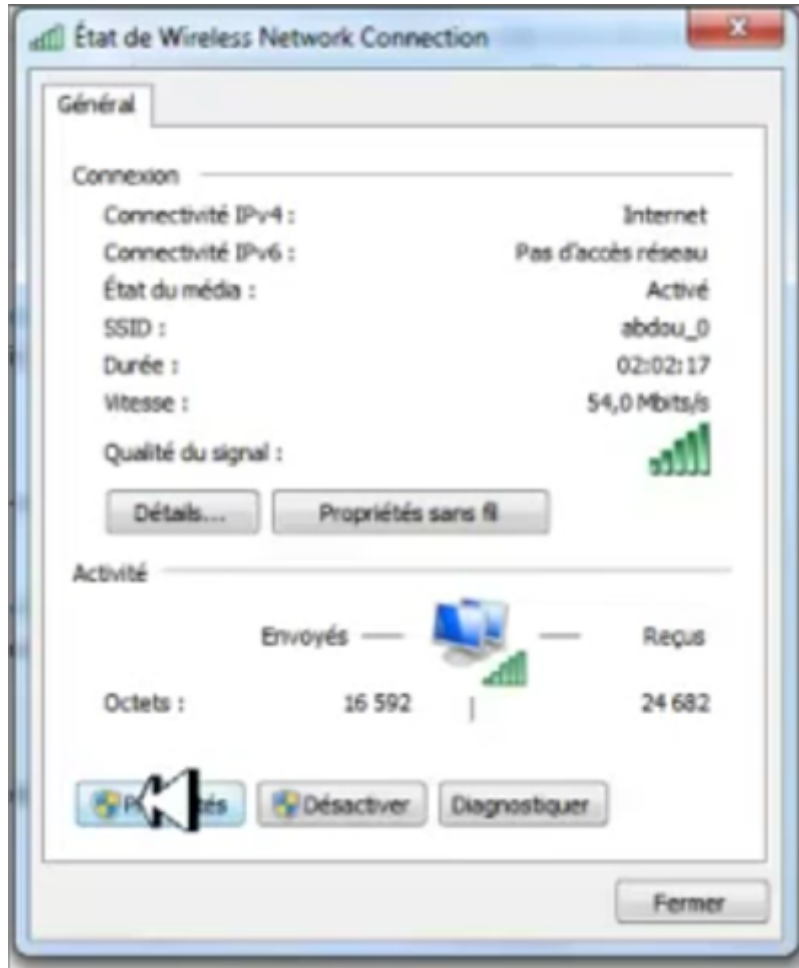 État de Wireless Network Connection
Général
Connexion
Connectivité IPv4 : Internet
Connectivité IPv6 : Pas d'accès réseau
État du média : Activé
SSID : abdou_0
Durée : 02:02:17
Vitesse : 54,0 Mbits/s
Qualité du signal :
Détails... Propriétés sans fil
Activité
Envoyés Reçus
Octets : 16 592 24 682
Désactiver Diagnostiquer
Fermer